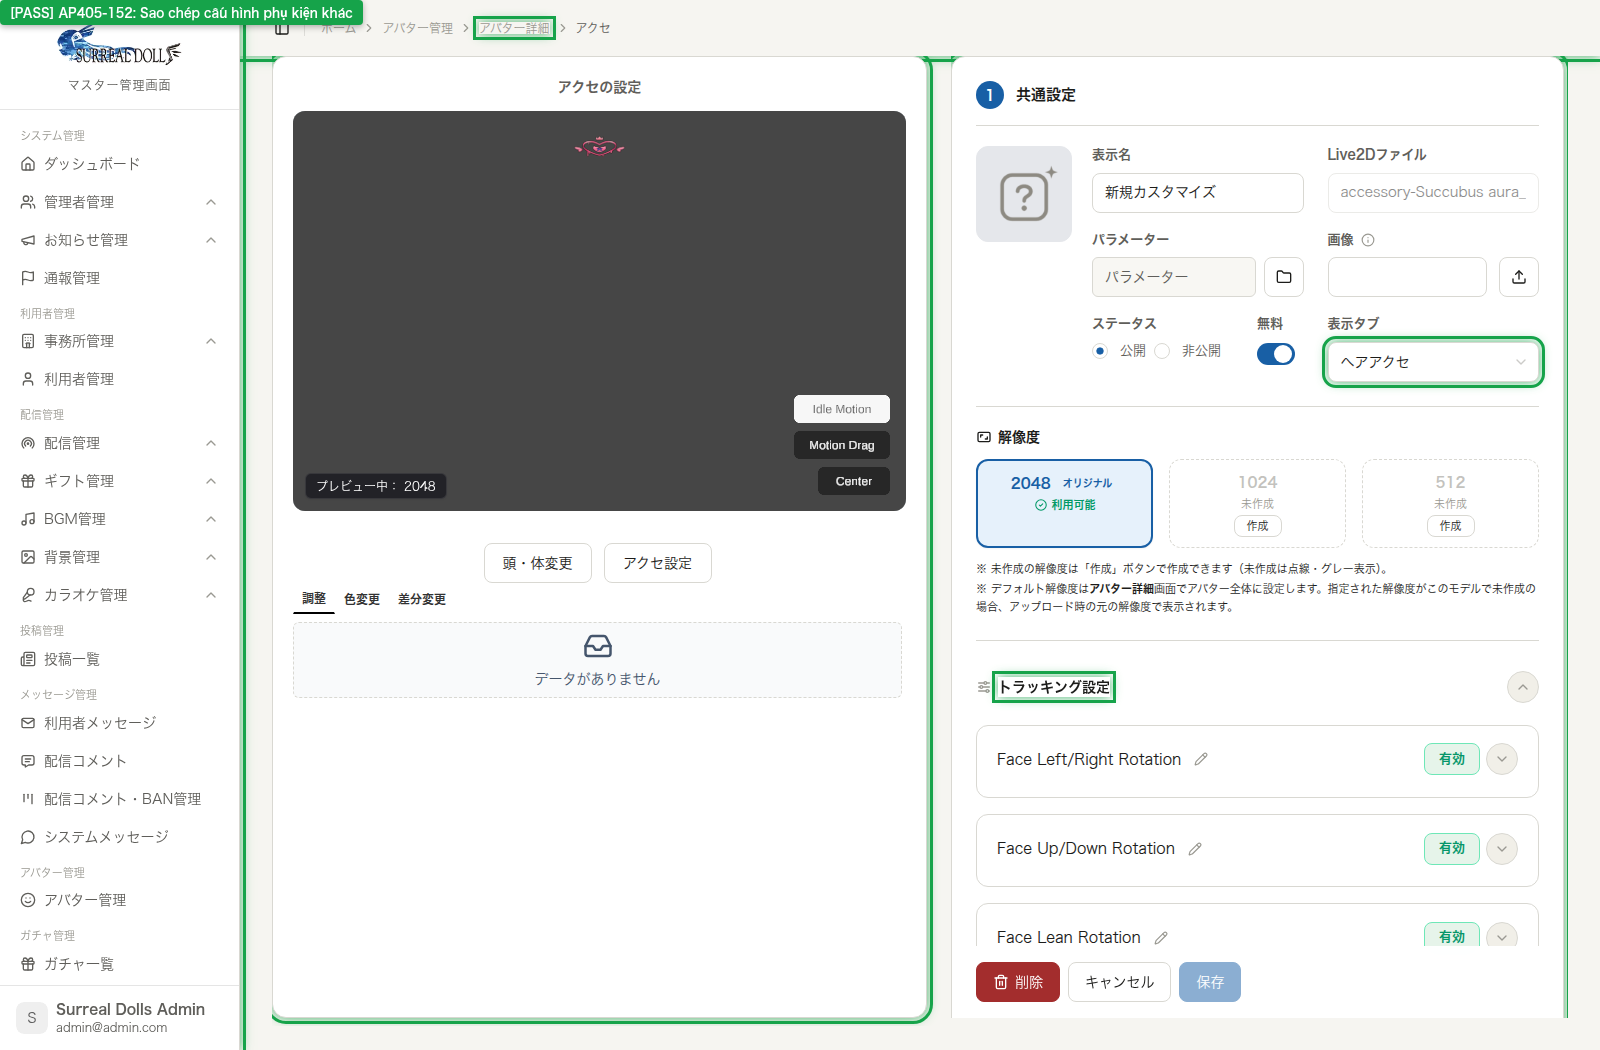 [PASS] AP405-152: Sao chép cấu hình phụ kiện khác
SURREAL DOLL
マスター管理画面
システム管理
ダッシュボード
管理者管理
お知らせ管理
通報管理
利用者管理
事務所管理
利用者管理
配信管理
配信管理
ギフト管理
BGM管理
背景管理
カラオケ管理
投稿管理
投稿一覧
メッセージ管理
利用者メッセージ
配信コメント
配信コメント・BAN管理
システムメッセージ
アバター管理
アバター管理
ガチャ管理
ガチャ一覧
S
Surreal Dolls Admin
admin@admin.com
ホーム
アバター管理
アバター詳細
アクセ
アクセの設定
Idle Motion
Motion Drag
Center
プレビュー中： 2048
頭・体変更
アクセ設定
調整
色変更
差分変更
データがありません
1
共通設定
表示名
Live2Dファイル
新規カスタマイズ
accessory-Succubus aura_
パラメーター
画像
パラメーター
ステータス
無料
表示タブ
公開
非公開
ヘアアクセ
解像度
2048 オリジナル
利用可能
1024
未作成
作成
512
未作成
作成
※ 未作成の解像度は「作成」ボタンで作成できます（未作成は点線・グレー表示）。
※ デフォルト解像度はアバター詳細画面でアバター全体に設定します。指定された解像度がこのモデルで未作成の
場合、アップロード時の元の解像度で表示されます。
トラッキング設定
Face Left/Right Rotation
有効
Face Up/Down Rotation
有効
Face Lean Rotation
有効
削除
キャンセル
保存